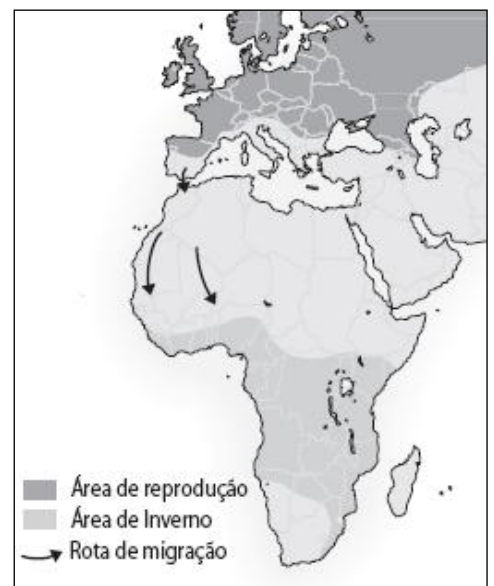 Área de reprodução
Área de Inverno
Rota de migração